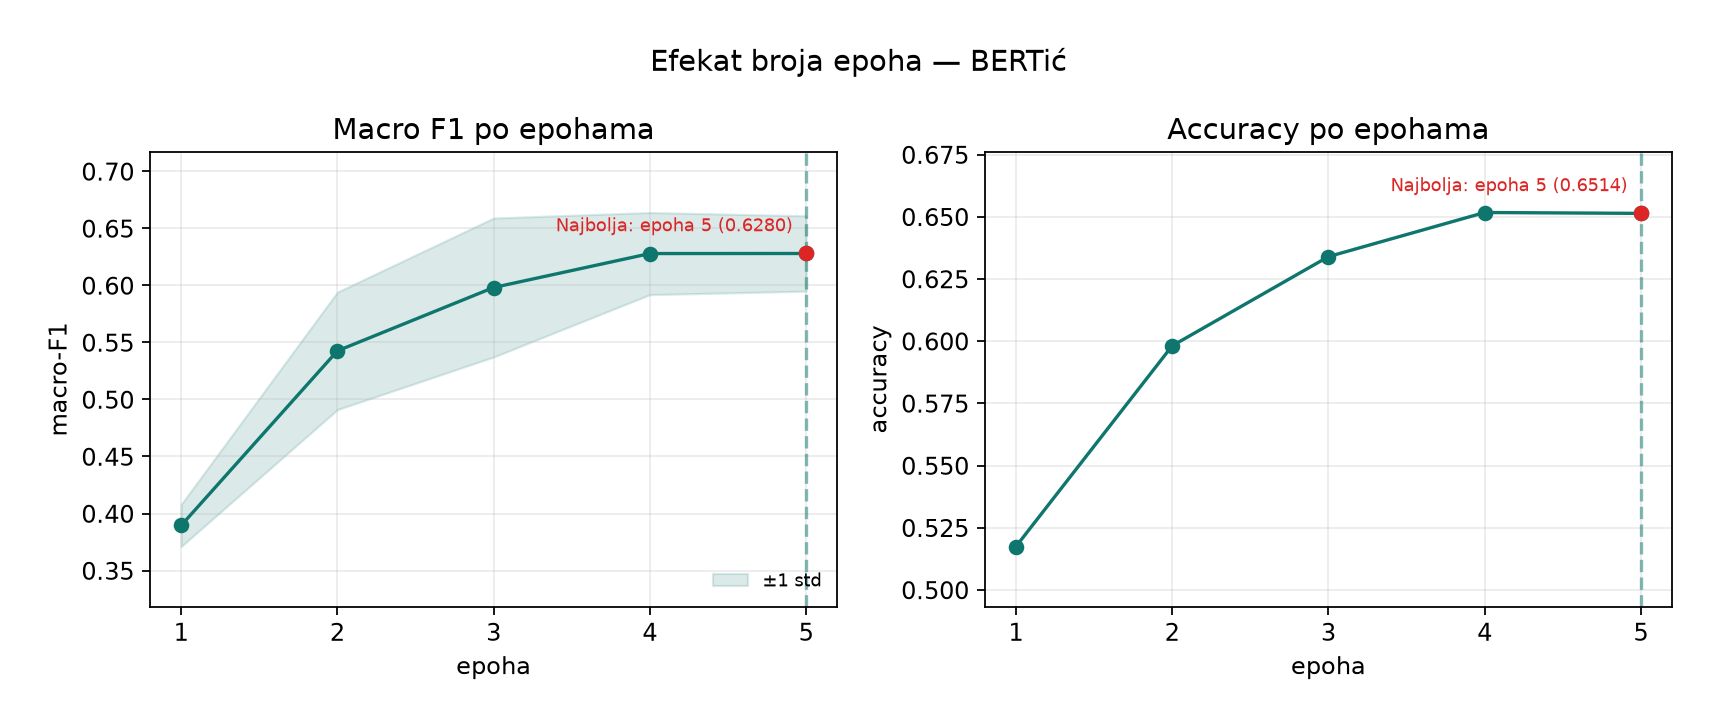 Efekat broja epoha — BERTić
Macro F1 po epohama
macro-F1
0.70
0.65
0.60
0.55
0.50
0.45
0.40
0.35
Najbolja: epoha 5 (0.6280)
±1 std
1 2 3 4 5
epoha
Accuracy po epohama
accuracy
0.675
0.650
0.625
0.600
0.575
0.550
0.525
0.500
Najbolja: epoha 5 (0.6514)
1 2 3 4 5
epoha